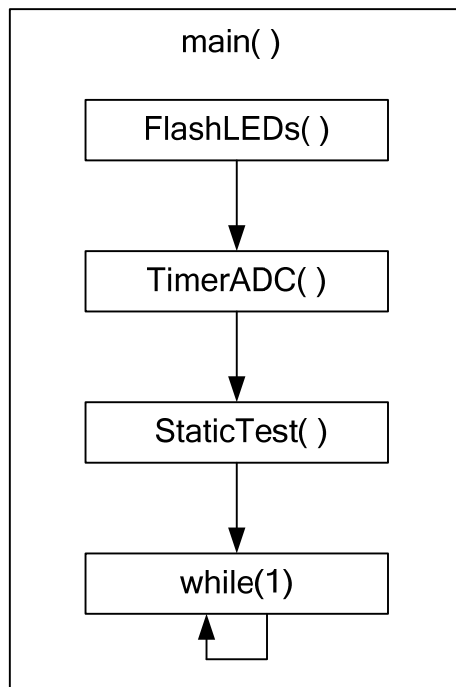 main( )
FlashLEDs( )
TimerADC( )
StaticTest( )
while(1)